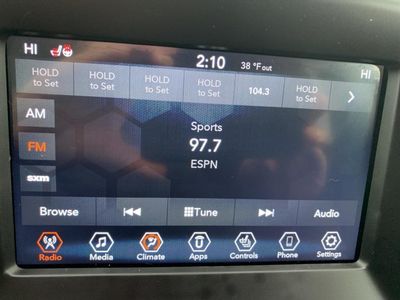 HI 2:10 38 °F out HI
HOLD to Set HOLD to Set HOLD to Set HOLD to Set 104.3 HOLD to Set
AM
FM
sxm
Sports
97.7
ESPN
Browse Tune Audio
Radio Media Climate Apps Controls Phone Settings